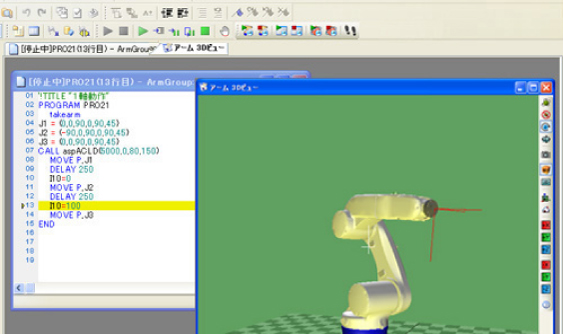 [停止中]PRO21(13行目) - ArmGroup
アーム 3Dビュー
[停止中]PRO21(13行目) - ArmGroup:
アーム 3Dビュー
01 '!TITLE "1軸動作"
02 PROGRAM PRO21
03 takearm
04 J1 = (0,0,90,0,90,45)
05 J2 = (-90,0,90,0,90,45)
06 J3 = (0,0,90,0,90,45)
07 CALL aspACLD(5000,0,80,150)
08 MOVE P,J1
09 DELAY 250
10 I10=0
11 MOVE P,J2
12 DELAY 250
13 I10=100
14 MOVE P,J3
15 END
16
17
18
19